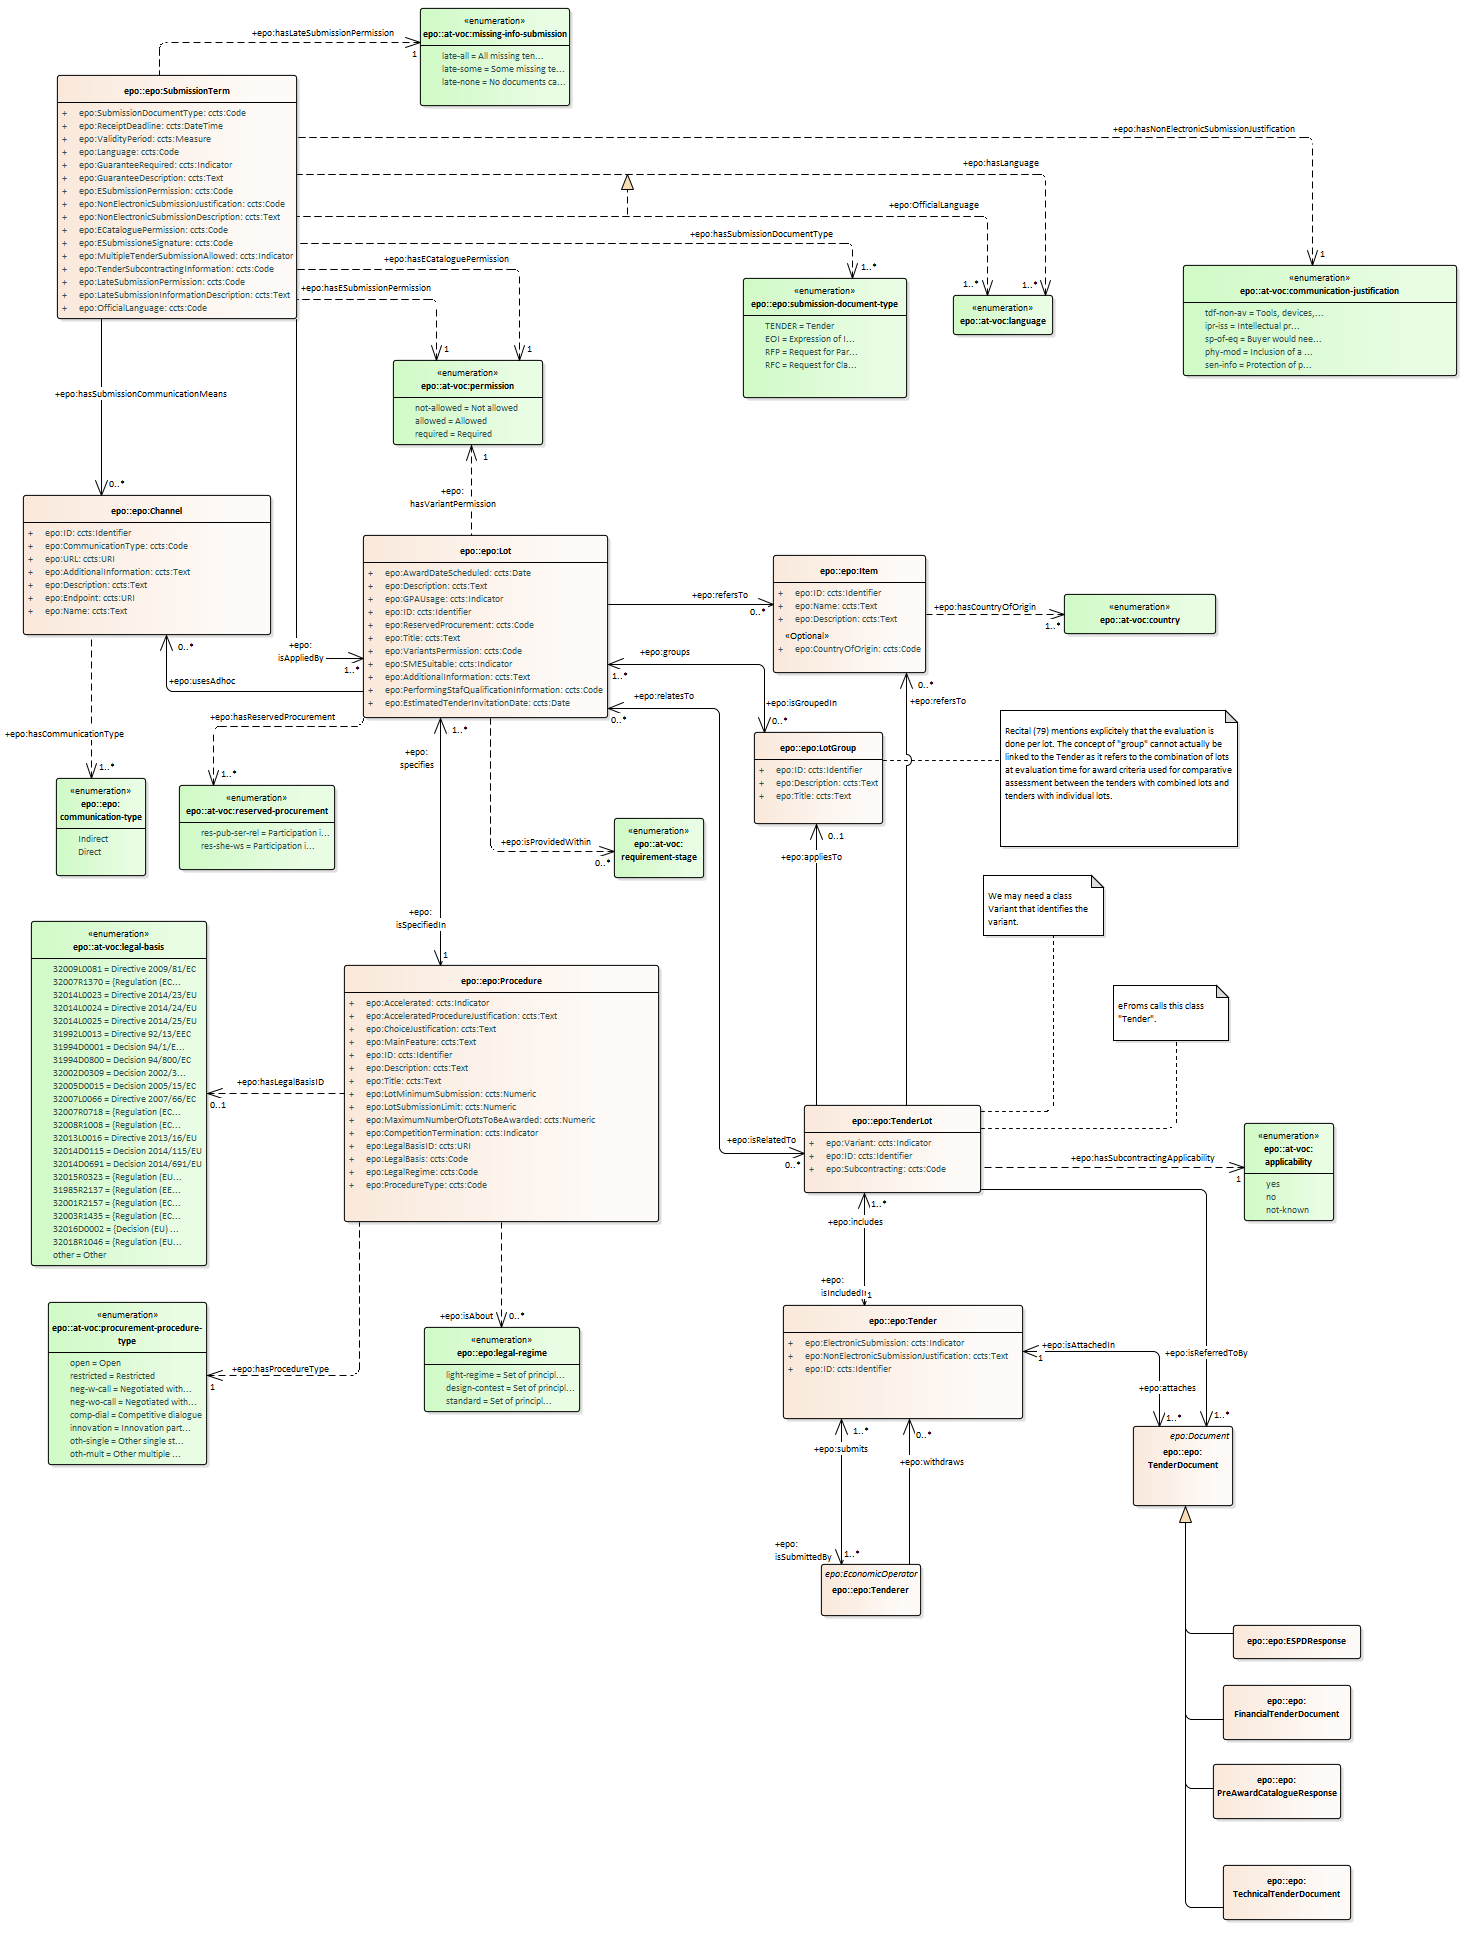 «enumeration»
epo::at-voc:missing-info-submission
late-all = All missing ten...
late-some = Some missing te...
late-none = No documents ca...
+epo:hasLateSubmissionPermission
1
epo::epo:SubmissionTerm
+ epo:SubmissionDocumentType: ccts:Code
+ epo:ReceiptDeadline: ccts:DateTime
+ epo:ValidityPeriod: ccts:Measure
+ epo:Language: ccts:Code
+ epo:GuaranteeRequired: ccts:Indicator
+ epo:GuaranteeDescription: ccts:Text
+ epo:ESubmissionPermission: ccts:Code
+ epo:NonElectronicSubmissionJustification: ccts:Code
+ epo:NonElectronicSubmissionDescription: ccts:Text
+ epo:ECataloguePermission: ccts:Code
+ epo:ESubmissioneSignature: ccts:Code
+ epo:MultipleTenderSubmissionAllowed: ccts:Indicator
+ epo:TenderSubcontractingInformation: ccts:Code
+ epo:LateSubmissionPermission: ccts:Code
+ epo:LateSubmissionInformationDescription: ccts:Text
+ epo:OfficialLanguage: ccts:Code
+epo:hasNonElectronicSubmissionJustification
1
+epo:hasLanguage
1..*
+epo:OfficialLanguage
1..*
+epo:hasSubmissionDocumentType
1..*
+epo:hasECataloguePermission
1
+epo:hasESubmissionPermission
1
«enumeration»
epo::epo:submission-document-type
TENDER = Tender
EOI = Expression of I...
RFP = Request for Par...
RFC = Request for Cla...
«enumeration»
epo::at-voc:language
«enumeration»
epo::at-voc:communication-justification
tdf-non-av = Tools, devices,...
ipr-iss = Intellectual pr...
sp-of-eq = Buyer would nee...
phy-mod = Inclusion of a ...
sen-info = Protection of p...
«enumeration»
epo::at-voc:permission
not-allowed = Not allowed
allowed = Allowed
required = Required
+epo:hasSubmissionCommunicationMeans
0..*
1
+epo:
hasVariantPermission
epo::epo:Channel
+ epo:ID: ccts:Identifier
+ epo:CommunicationType: ccts:Code
+ epo:URL: ccts:URI
+ epo:AdditionalInformation: ccts:Text
+ epo:Description: ccts:Text
+ epo:Endpoint: ccts:URI
+ epo:Name: ccts:Text
epo::epo:Lot
+ epo:AwardDateScheduled: ccts:Date
+ epo:Description: ccts:Text
+ epo:GPAUsage: ccts:Indicator
+ epo:ID: ccts:Identifier
+ epo:ReservedProcurement: ccts:Code
+ epo:Title: ccts:Text
+ epo:VariantsPermission: ccts:Code
+ epo:SMESuitable: ccts:Indicator
+ epo:AdditionalInformation: ccts:Text
+ epo:PerformingStafQualificationInformation: ccts:Code
+ epo:EstimatedTenderInvitationDate: ccts:Date
epo::epo:Item
+ epo:ID: ccts:Identifier
+ epo:Name: ccts:Text
+ epo:Description: ccts:Text
«Optional»
+ epo:CountryOfOrigin: ccts:Code
+epo:refersTo
0..*
+epo:hasCountryOfOrigin
1..*
«enumeration»
epo::at-voc:country
+epo:
isAppliedBy
1..*
0..*
+epo:usesAdhoc
+epo:groups
1..*
+epo:isGroupedIn
0..*
+epo:relatesTo
0..*
0..*
+epo:refersTo
+epo:hasReservedProcurement
1..*
+epo:hasCommunicationType
1..*
1..*
+epo:
specifies
epo::epo:LotGroup
+ epo:ID: ccts:Identifier
+ epo:Description: ccts:Text
+ epo:Title: ccts:Text
Recital (79) mentions explicitely that the evaluation is
done per lot. The concept of "group" cannot actually be
linked to the Tender as it refers to the combination of lots
at evaluation time for award criteria used for comparative
assessment between the tenders with combined lots and
tenders with individual lots.
«enumeration»
epo::epo:
communication-type
Indirect
Direct
«enumeration»
epo::at-voc:reserved-procurement
res-pub-ser-rel = Participation i...
res-she-ws = Participation i...
+epo:isProvidedWithin
0..*
«enumeration»
epo::at-voc:
requirement-stage
0..1
+epo:appliesTo
We may need a class
Variant that identifies the
variant.
+epo:
isSpecifiedIn
1
«enumeration»
epo::at-voc:legal-basis
32009L0081 = Directive 2009/81/EC
32007R1370 = {Regulation (EC...
32014L0023 = Directive 2014/23/EU
32014L0024 = Directive 2014/24/EU
32014L0025 = Directive 2014/25/EU
31992L0013 = Directive 92/13/EEC
31994D0001 = Decision 94/1/E...
31994D0800 = Decision 94/800/EC
32002D0309 = Decision 2002/3...
32005D0015 = Decision 2005/15/EC
32007L0066 = Directive 2007/66/EC
32007R0718 = {Regulation (EC...
32008R1008 = {Regulation (EC...
32013L0016 = Directive 2013/16/EU
32014D0115 = Decision 2014/115/EU
32014D0691 = Decision 2014/691/EU
32015R0323 = {Regulation (EU...
31985R2137 = {Regulation (EE...
32001R2157 = {Regulation (EC...
32003R1435 = {Regulation (EC...
32016D0002 = {Decision (EU) ...
32018R1046 = {Regulation (EU...
other = Other
+epo:hasLegalBasisID
0..1
epo::epo:Procedure
+ epo:Accelerated: ccts:Indicator
+ epo:AcceleratedProcedureJustification: ccts:Text
+ epo:ChoiceJustification: ccts:Text
+ epo:MainFeature: ccts:Text
+ epo:ID: ccts:Identifier
+ epo:Description: ccts:Text
+ epo:Title: ccts:Text
+ epo:LotMinimumSubmission: ccts:Numeric
+ epo:LotSubmissionLimit: ccts:Numeric
+ epo:MaximumNumberOfLotsToBeAwarded: ccts:Numeric
+ epo:CompetitionTermination: ccts:Indicator
+ epo:LegalBasisID: ccts:URI
+ epo:LegalBasis: ccts:Code
+ epo:LegalRegime: ccts:Code
+ epo:ProcedureType: ccts:Code
eFroms calls this class
"Tender".
+epo:isRelatedTo
0..*
epo::epo:TenderLot
+ epo:Variant: ccts:Indicator
+ epo:ID: ccts:Identifier
+ epo:Subcontracting: ccts:Code
+epo:hasSubcontractingApplicability
1
«enumeration»
epo::at-voc:
applicability
yes
no
not-known
1..*
+epo:includes
+epo:
isIncludedIn
1
«enumeration»
epo::at-voc:procurement-procedure-
type
open = Open
restricted = Restricted
neg-w-call = Negotiated with...
neg-wo-call = Negotiated with...
comp-dial = Competitive dialogue
innovation = Innovation part...
oth-single = Other single st...
oth-mult = Other multiple ...
+epo:hasProcedureType
1
+epo:isAbout
0..*
«enumeration»
epo::epo:legal-regime
light-regime = Set of principl...
design-contest = Set of principl...
standard = Set of principl...
epo::epo:Tender
+ epo:ElectronicSubmission: ccts:Indicator
+ epo:NonElectronicSubmissionJustification: ccts:Text
+ epo:ID: ccts:Identifier
+epo:isAttachedIn
1
+epo:isReferredToBy
+epo:attaches
1..*
1..*
epo:Document
epo::epo:
TenderDocument
1..*
+epo:submits
0..*
+epo:withdraws
+epo:
isSubmittedBy
1..*
epo:EconomicOperator
epo::epo:Tenderer
epo::epo:ESPDResponse
epo::epo:
FinancialTenderDocument
epo::epo:
PreAwardCatalogueResponse
epo::epo:
TechnicalTenderDocument